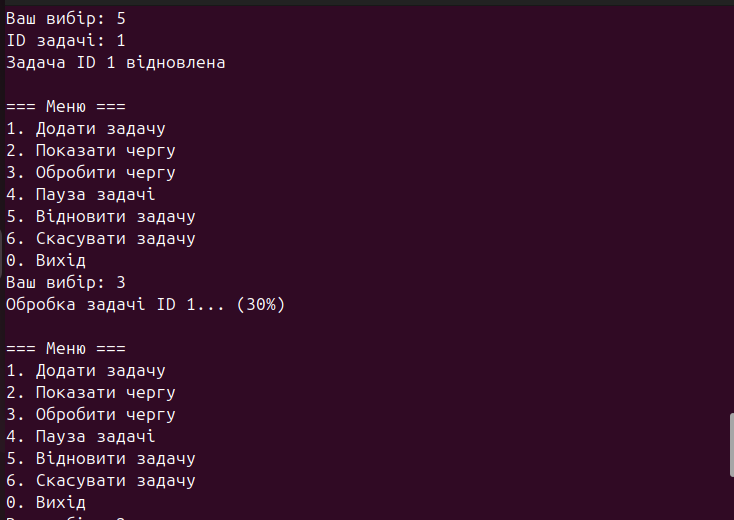 Ваш вибір: 5
ID задачі: 1
Задача ID 1 відновлена
=== Меню ===
1. Додати задачу
2. Показати чергу
3. Обробити чергу
4. Пауза задачі
5. Відновити задачу
6. Скасувати задачу
0. Вихід
Ваш вибір: 3
Обробка задачі ID 1... (30%)
=== Меню ===
1. Додати задачу
2. Показати чергу
3. Обробити чергу
4. Пауза задачі
5. Відновити задачу
6. Скасувати задачу
0. Вихід